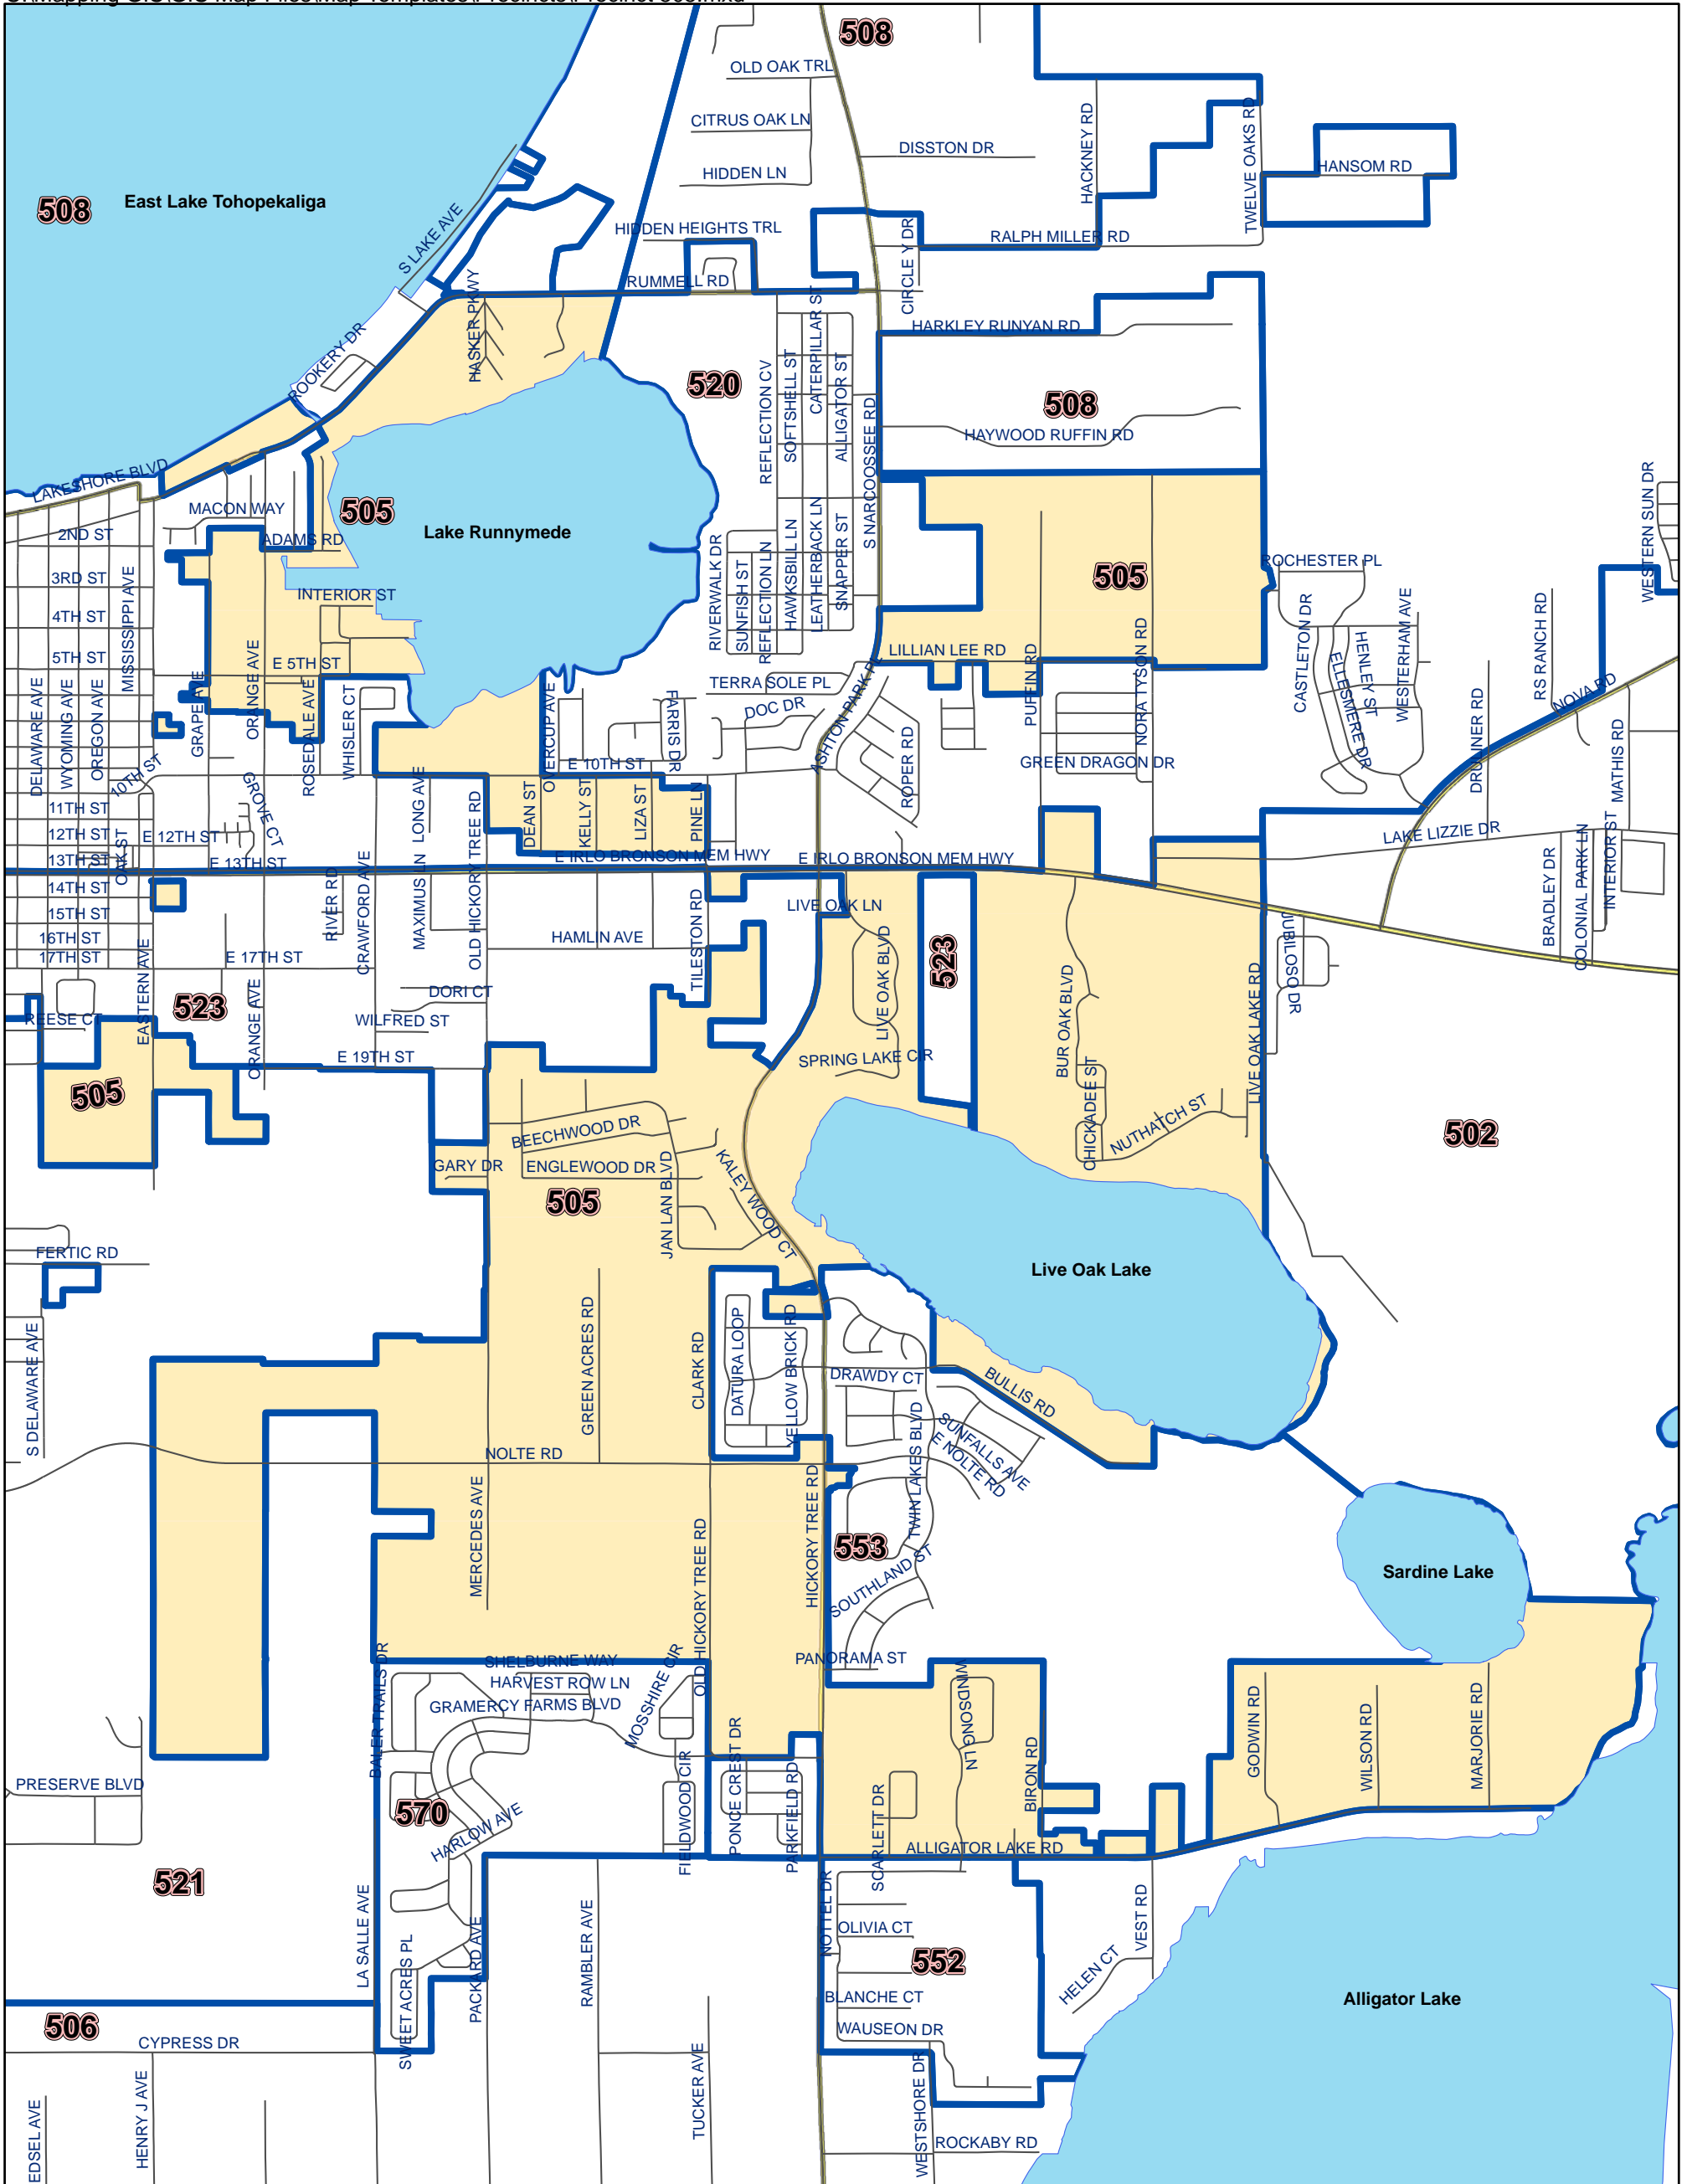 508
OLD OAK TRL
CITRUS OAK LN
DISSTON DR
HACKNEY RD
TWELVE OAKS RD
HANSOM RD
HIDDEN LN
508
East Lake Tohopekaliga
S LAKE AVE
HIDDEN HEIGHTS TRL
CIRCLE Y DR
RALPH MILLER RD
RUMMELL RD
HASKER PKWY
ROOKERY DR
HARKLEY RUNYAN RD
520
REFLECTION CV
SOFTSHELL ST
CATERPILLAR ST
ALLIGATOR ST
S NARCOOSSEE RD
508
HAYWOOD RUFFIN RD
LAKESHORE BLVD
MACON WAY
505
Lake Runnymede
WESTERN SUN DR
2ND ST
ADAMS RD
3RD ST
MISSISSIPPI AVE
INTERIOR ST
4TH ST
5TH ST
E 5TH ST
RIVERWALK DR
SUNFISH ST
REFLECTION LN
HAWKSBILL LN
LEATHERBACK LN
SNAPPER ST
505
ROCHESTER PL
CASTLETON DR
HENLEY ST
ELLESMERE DR
WESTERHAM AVE
RS RANCH RD
LILLIAN LEE RD
PUFFIN RD
NORA TYSON RD
NOVA RD
DELAWARE AVE
WYOMING AVE
OREGON AVE
GRAPE AVE
ORANGE AVE
ROSEDALE AVE
WHISLER CT
OVERCUP AVE
FARRIS DR
TERRA SOLE PL
DOC DR
ASHTON PARK PL
ROPER RD
GREEN DRAGON DR
MATHIS RD
10TH ST
E 10TH ST
11TH ST
12TH ST
E 12TH ST
GROVE CT
13TH ST
OAK ST
E 13TH ST
LONG AVE
MAXIMUS LN
OLD HICKORY TREE RD
DEAN ST
KELLY ST
LIZA ST
PINE LN
E IRLO BRONSON MEM HWY
E IRLO BRONSON MEM HWY
LAKE LIZZIE DR
BRADLEY DR
COLONIAL PARK LN
INTERIOR ST
14TH ST
15TH ST
16TH ST
17TH ST
E 17TH ST
RIVER RD
CRAWFORD AVE
HAMLIN AVE
TILESTON RD
LIVE OAK LN
LIVE OAK BLVD
523
BUR OAK BLVD
LIVE OAK LAKE RD
JUBILOSO DR
EASTERN AVE
523
ORANGE AVE
REESE CT
DORI CT
WILFRED ST
E 19TH ST
SPRING LAKE CIR
CHICKADEE ST
NUTHATCH ST
505
BEECHWOOD DR
GARY DR
ENGLEWOOD DR
JAN LAN BLVD
KALEY WOOD CT
505
502
FERTIC RD
Live Oak Lake
S DELAWARE AVE
GREEN ACRES RD
CLARK RD
DATURA LOOP
YELLOW BRICK RD
DRAWDY CT
BULLIS RD
SUNFALLS AVE
E NOLTE RD
TWIN LAKES BLVD
NOLTE RD
MERCEDES AVE
OLD HICKORY TREE RD
HICKORY TREE RD
553
SOUTHLAND ST
Sardine Lake
PANORAMA ST
SHELBURNE WAY
HARVEST ROW LN
GRAMERCY FARMS BLVD
MOSSHIRE CIR
BALER TRAILS DR
WINDSONG LN
BIRON RD
GODWIN RD
WILSON RD
MARJORIE RD
PRESERVE BLVD
570
HARLOW AVE
FIELDWOOD CIR
PONCE CREST DR
PARKFIELD RD
SCARLETT DR
ALLIGATOR LAKE RD
521
LA SALLE AVE
SWEET ACRES PL
PACKARD AVE
RAMBLER AVE
NOTTEL DR
OLIVIA CT
552
VEST RD
HELEN CT
BLANCHE CT
WAUSEON DR
Alligator Lake
506
CYPRESS DR
EDSEL AVE
HENRY J AVE
TUCKER AVE
WESTSHORE DR
ROCKABY RD